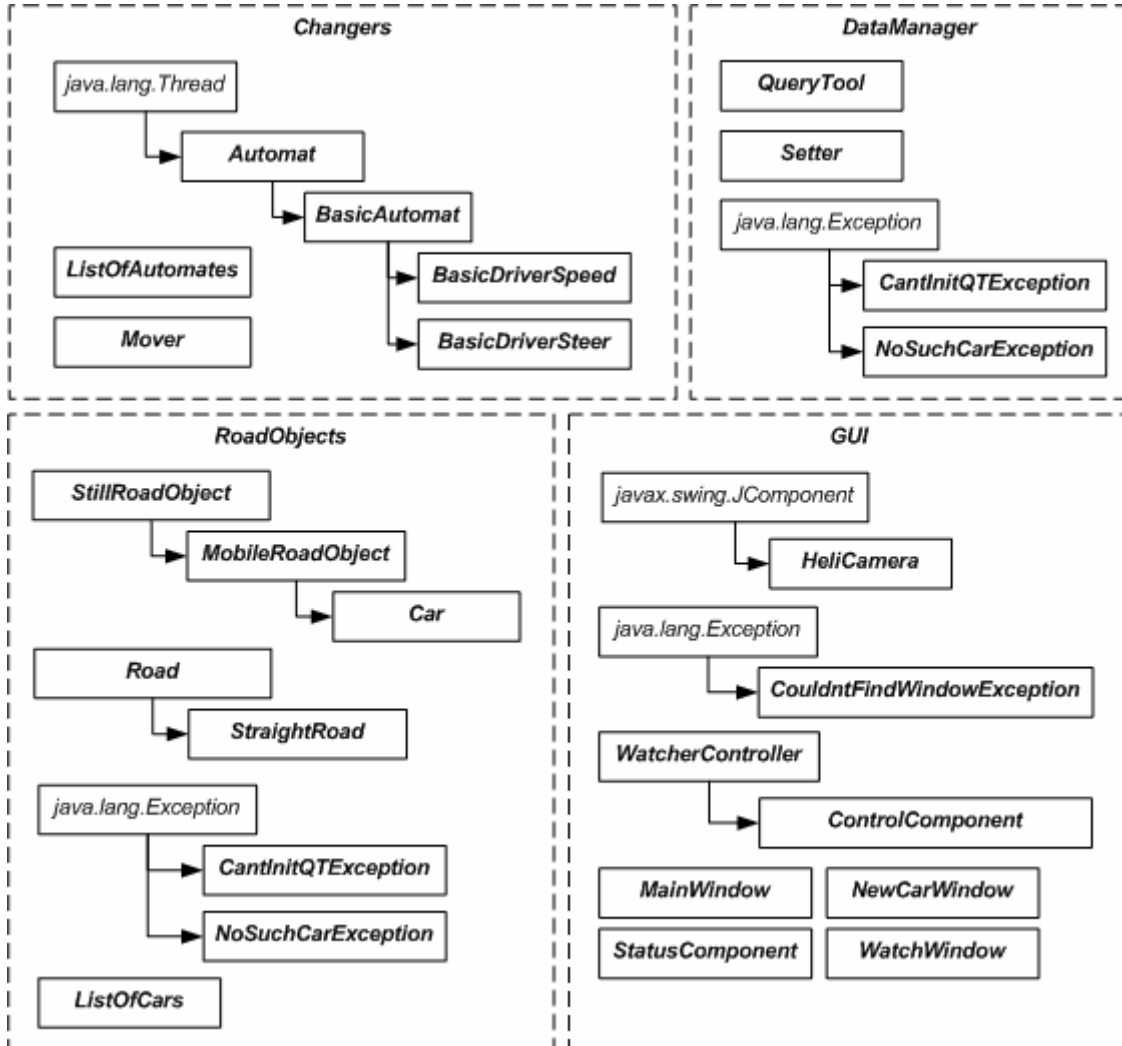 Changers
java.lang.Thread
Automat
BasicAutomat
ListOfAutomates
BasicDriverSpeed
Mover
BasicDriverSteer
DataManager
QueryTool
Setter
java.lang.Exception
CantInitQTException
NoSuchCarException
RoadObjects
StillRoadObject
MobileRoadObject
Car
Road
StraightRoad
java.lang.Exception
CantInitQTException
NoSuchCarException
ListOfCars
GUI
javax.swing.JComponent
HeliCamera
java.lang.Exception
CouldntFindWindowException
WatcherController
ControlComponent
MainWindow
NewCarWindow
StatusComponent
WatchWindow